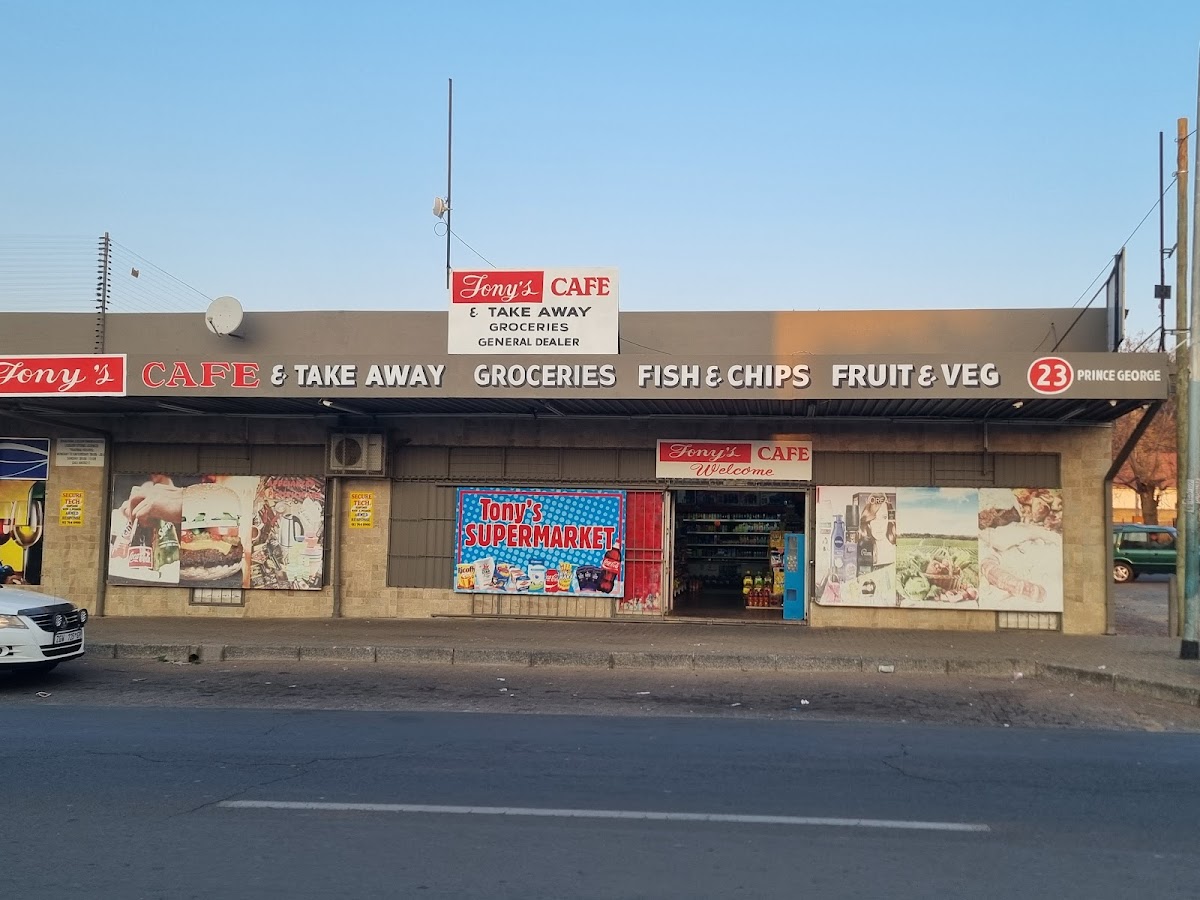 Tony's CAFE
& TAKE AWAY
GROCERIES
GENERAL DEALER
Tony's CAFE & TAKE AWAY GROCERIES FISH & CHIPS FRUIT & VEG 23 PRINCE GEORGE
Tony's CAFE
Welcome
Tony's
SUPERMARKET
SECURE
TECH
SECURE
TECH